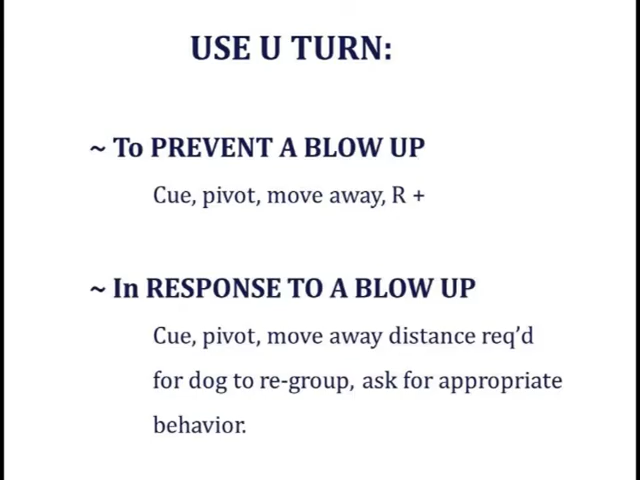 USE U TURN:
~ To PREVENT A BLOW UP
Cue, pivot, move away, R +
~ In RESPONSE TO A BLOW UP
Cue, pivot, move away distance req’d
for dog to re-group, ask for appropriate
behavior.